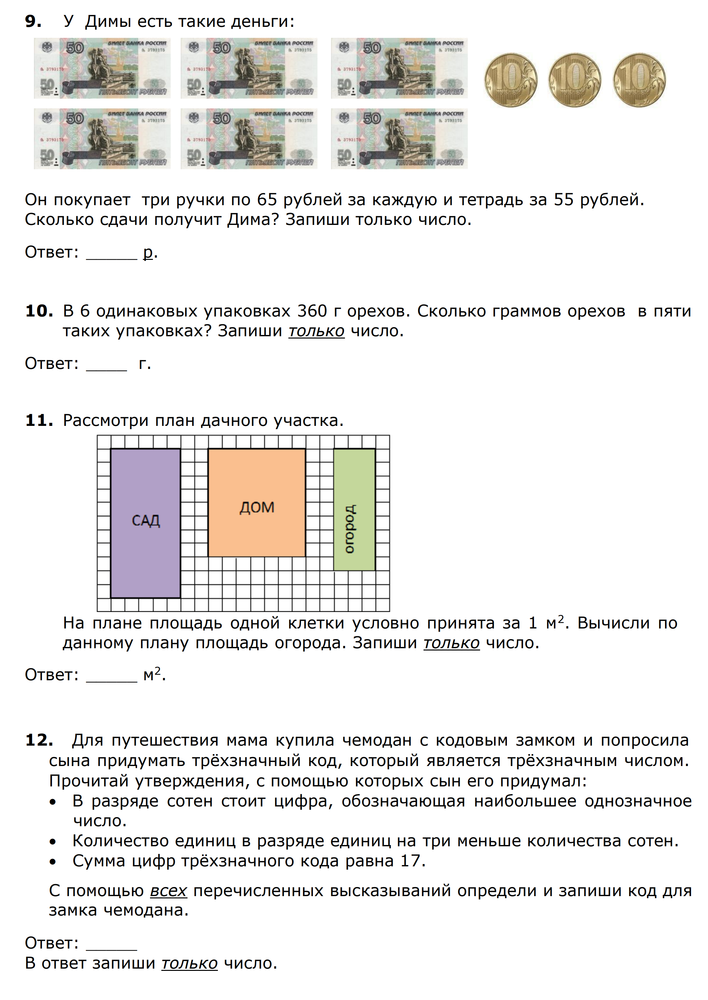 9. У Димы есть такие деньги:
50 БИЛЕТ БАНКА РОССИИ 50 БИЛЕТ БАНКА РОССИИ 50 БИЛЕТ БАНКА РОССИИ
3793175 3793175 3793175
3793175 3793175 3793175
10 10 10
50 50 50 50 50 50
ПЯТЬДЕСЯТ РУБЛЕЙ ПЯТЬДЕСЯТ РУБЛЕЙ ПЯТЬДЕСЯТ РУБЛЕЙ
50 БИЛЕТ БАНКА РОССИИ 50 БИЛЕТ БАНКА РОССИИ 50 БИЛЕТ БАНКА РОССИИ
3793175 3793175 3793175
3793175 3793175 3793175
50 50 50 50 50 50
ПЯТЬДЕСЯТ РУБЛЕЙ ПЯТЬДЕСЯТ РУБЛЕЙ ПЯТЬДЕСЯТ РУБЛЕЙ
Он покупает три ручки по 65 рублей за каждую и тетрадь за 55 рублей.
Сколько сдачи получит Дима? Запиши только число.
Ответ: _____ р.
10. В 6 одинаковых упаковках 360 г орехов. Сколько граммов орехов в пяти
таких упаковках? Запиши только число.
Ответ: ____ г.
11. Рассмотри план дачного участка.
САД
ДОМ
огород
На плане площадь одной клетки условно принята за 1 м². Вычисли по
данному плану площадь огорода. Запиши только число.
Ответ: _____ м².
12. Для путешествия мама купила чемодан с кодовым замком и попросила
сына придумать трёхзначный код, который является трёхзначным числом.
Прочитай утверждения, с помощью которых сын его придумал:
• В разряде сотен стоит цифра, обозначающая наибольшее однозначное
число.
• Количество единиц в разряде единиц на три меньше количества сотен.
• Сумма цифр трёхзначного кода равна 17.
С помощью всех перечисленных высказываний определи и запиши код для
замка чемодана.
Ответ: _____
В ответ запиши только число.